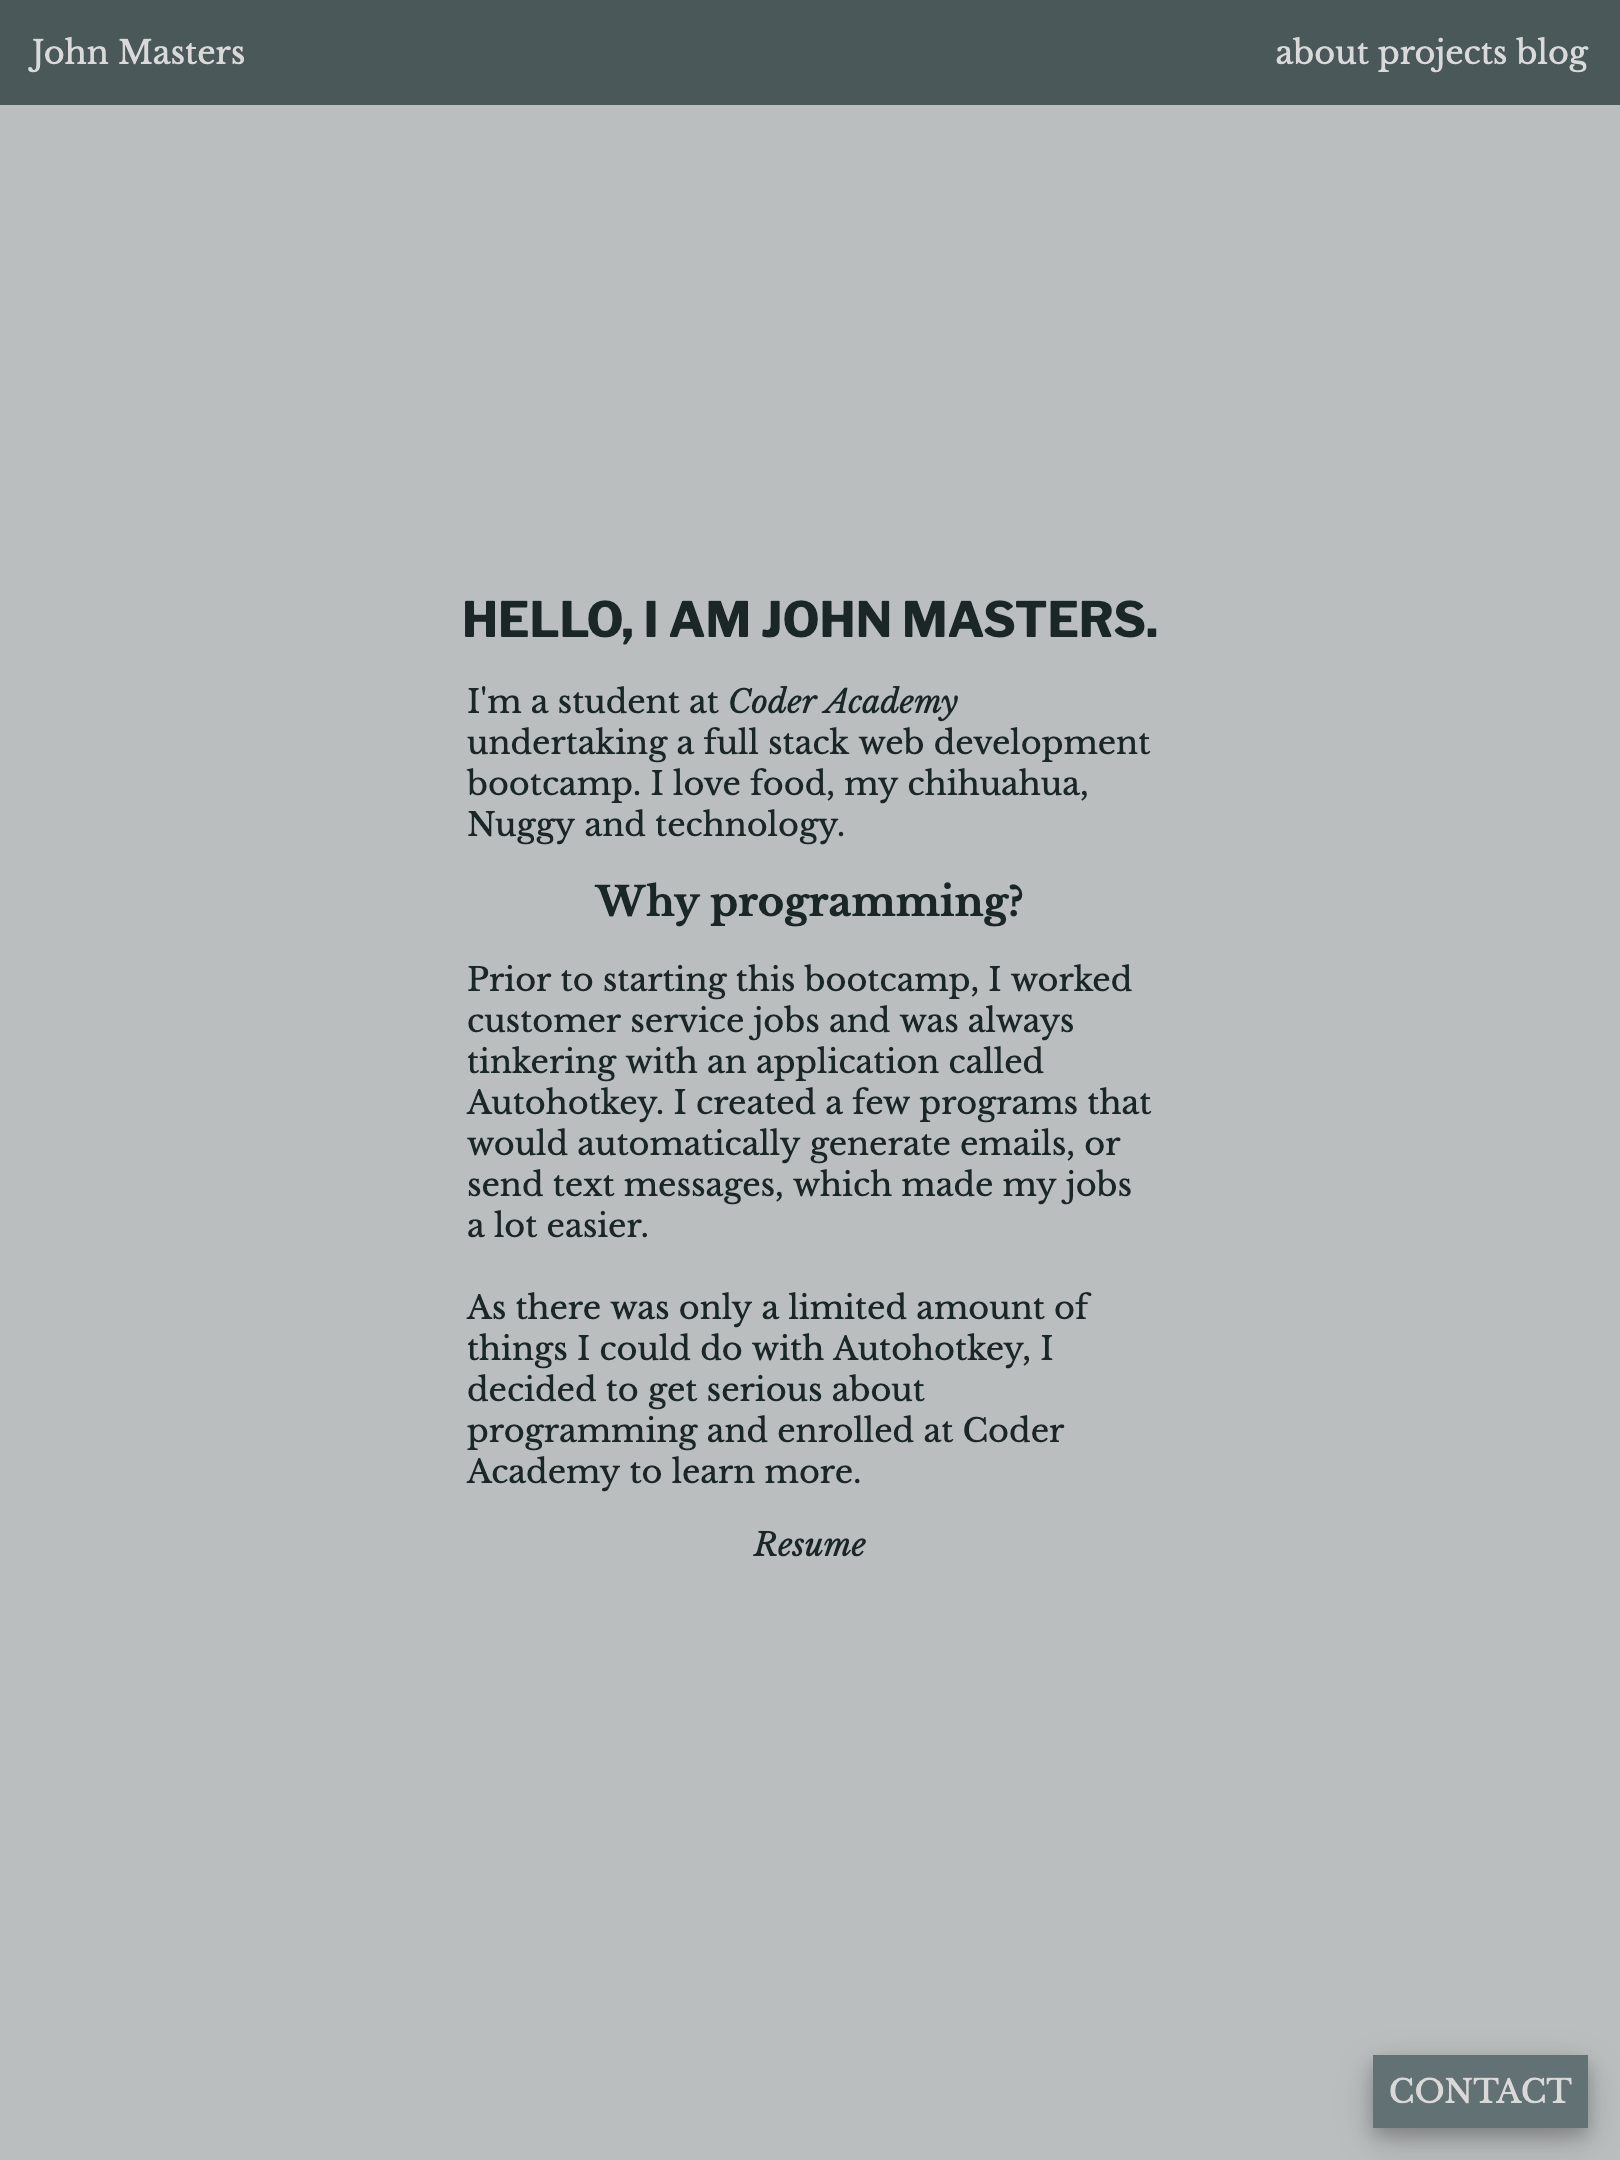 John Masters
about projects blog
HELLO, I AM JOHN MASTERS.
I'm a student at Coder Academy
undertaking a full stack web development
bootcamp. I love food, my chihuahua,
Nuggy and technology.
Why programming?
Prior to starting this bootcamp, I worked
customer service jobs and was always
tinkering with an application called
Autohotkey. I created a few programs that
would automatically generate emails, or
send text messages, which made my jobs
a lot easier.
As there was only a limited amount of
things I could do with Autohotkey, I
decided to get serious about
programming and enrolled at Coder
Academy to learn more.
Resume
CONTACT